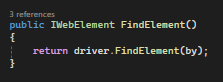 3 references
public IWebElement FindElement()
{
return driver.FindElement(by);
}